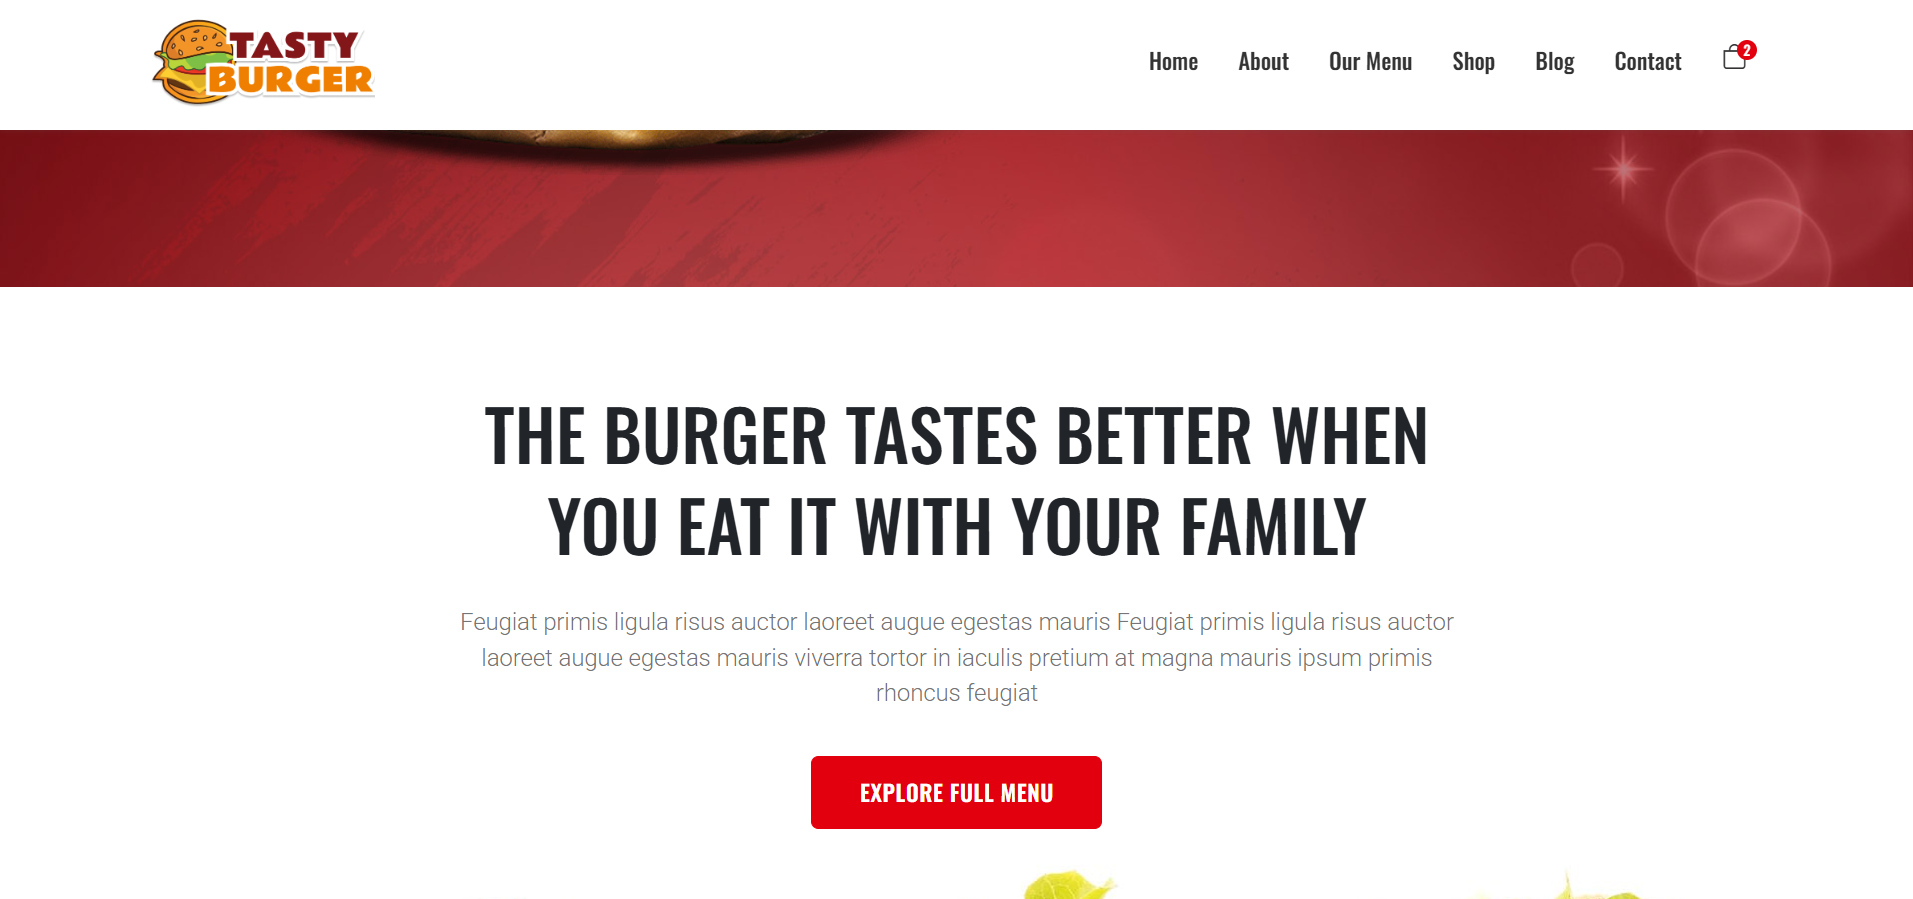 TASTY
BURGER
Home About Our Menu Shop Blog Contact 2
THE BURGER TASTES BETTER WHEN
YOU EAT IT WITH YOUR FAMILY
Feugiat primis ligula risus auctor laoreet augue egestas mauris Feugiat primis ligula risus auctor
laoreet augue egestas mauris viverra tortor in iaculis pretium at magna mauris ipsum primis
rhoncus feugiat
EXPLORE FULL MENU